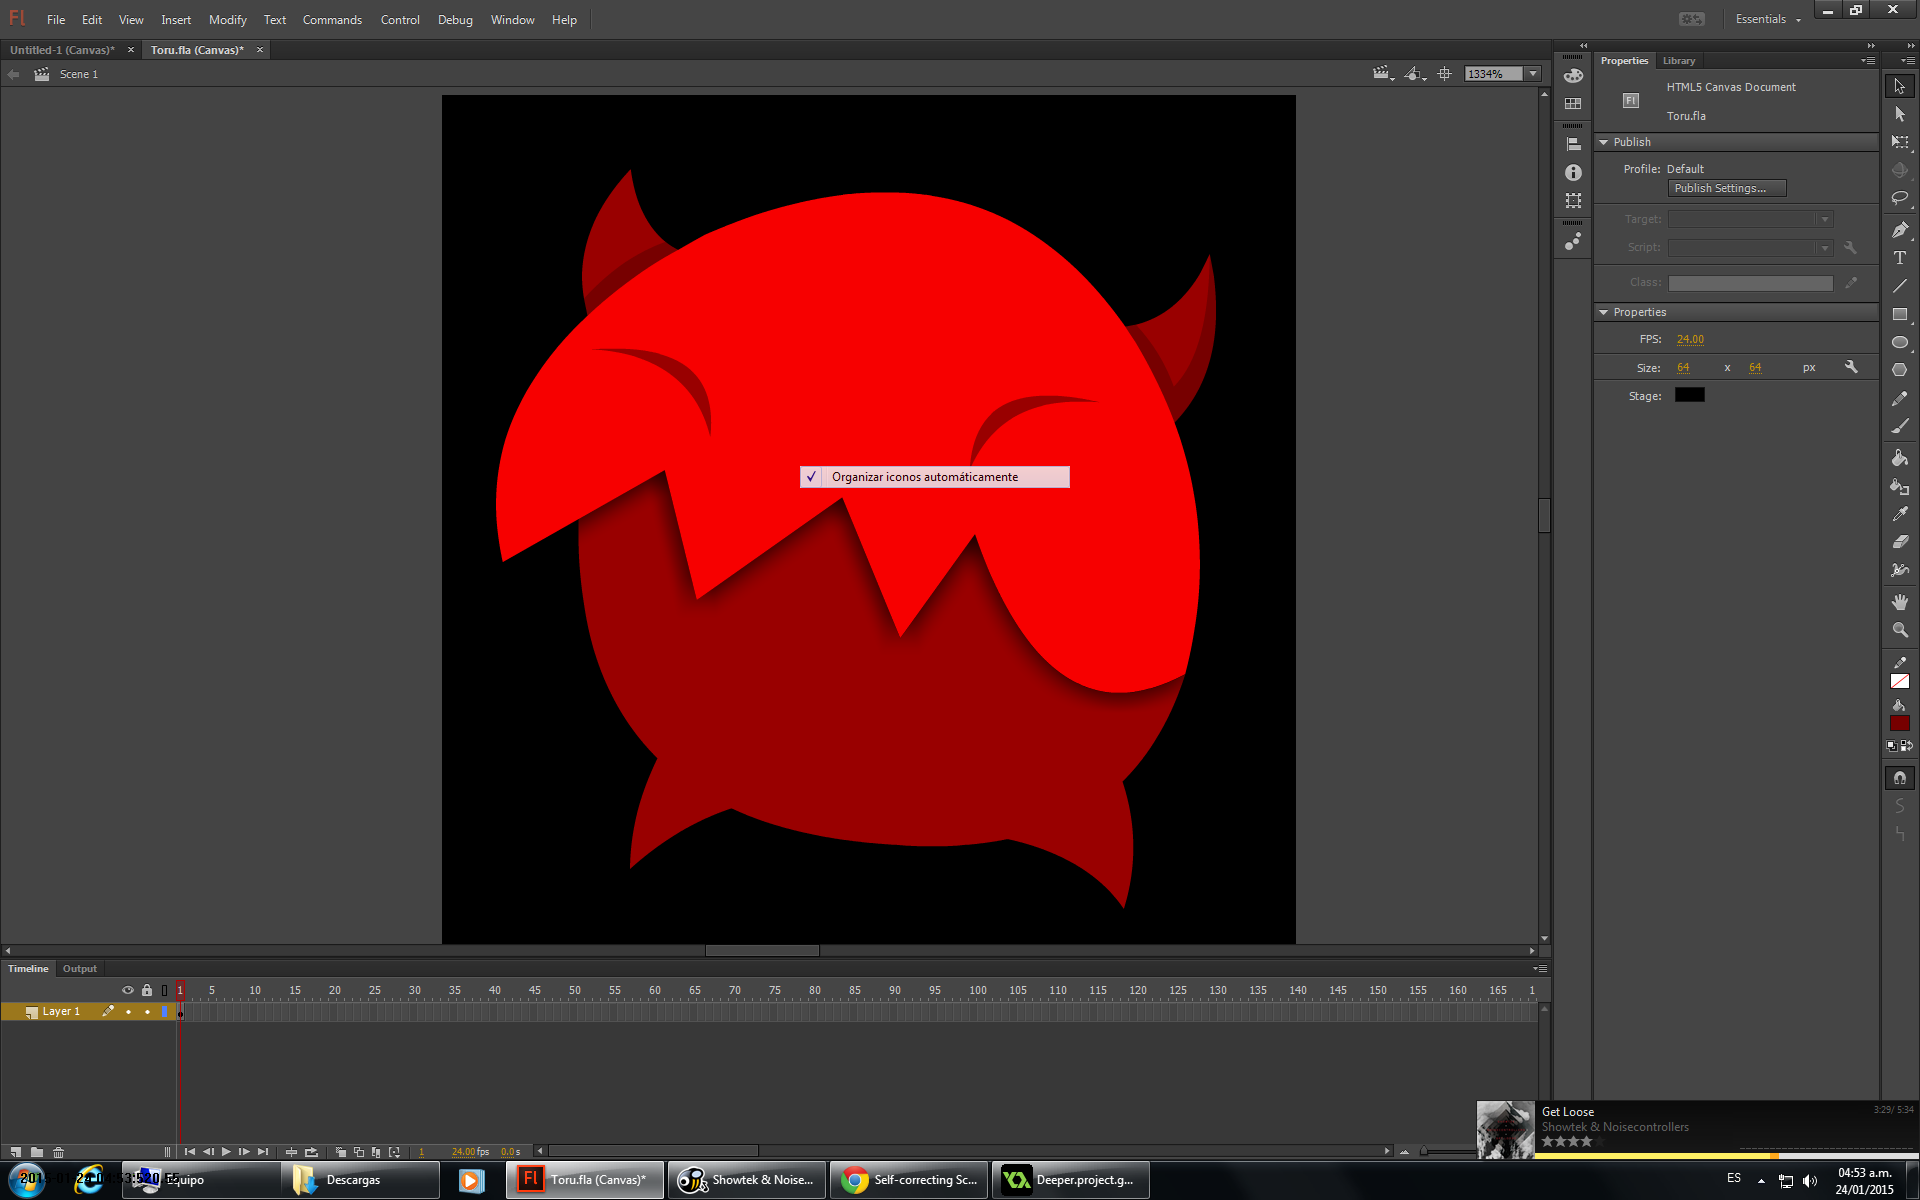 Fl File Edit View Insert Modify Text Commands Control Debug Window Help Essentials
Untitled-1 (Canvas)* × Toru.fla (Canvas)* ×
Scene 1 1334%
Properties Library
Fl HTML5 Canvas Document
Toru.fla
Publish
Profile: Default
Publish Settings...
Target:
Script:
Class:
Properties
FPS: 24.00
Size: 64 x 64 px
Stage:
✓ Organizar iconos automáticamente
Timeline Output
1 5 10 15 20 25 30 35 40 45 50 55 60 65 70 75 80 85 90 95 100 105 110 115 120 125 130 135 140 145 150 155 160 165 1
Layer 1
1 24.00 fps 0.0 s
Get Loose 3:29/ 5:34
Showtek & Noisecontrollers
Equipo Descargas Fl Toru.fla (Canvas)* Showtek & Noise... Self-correcting Sc... Deeper.project.g... ES 04:53 a.m.
24/01/2015